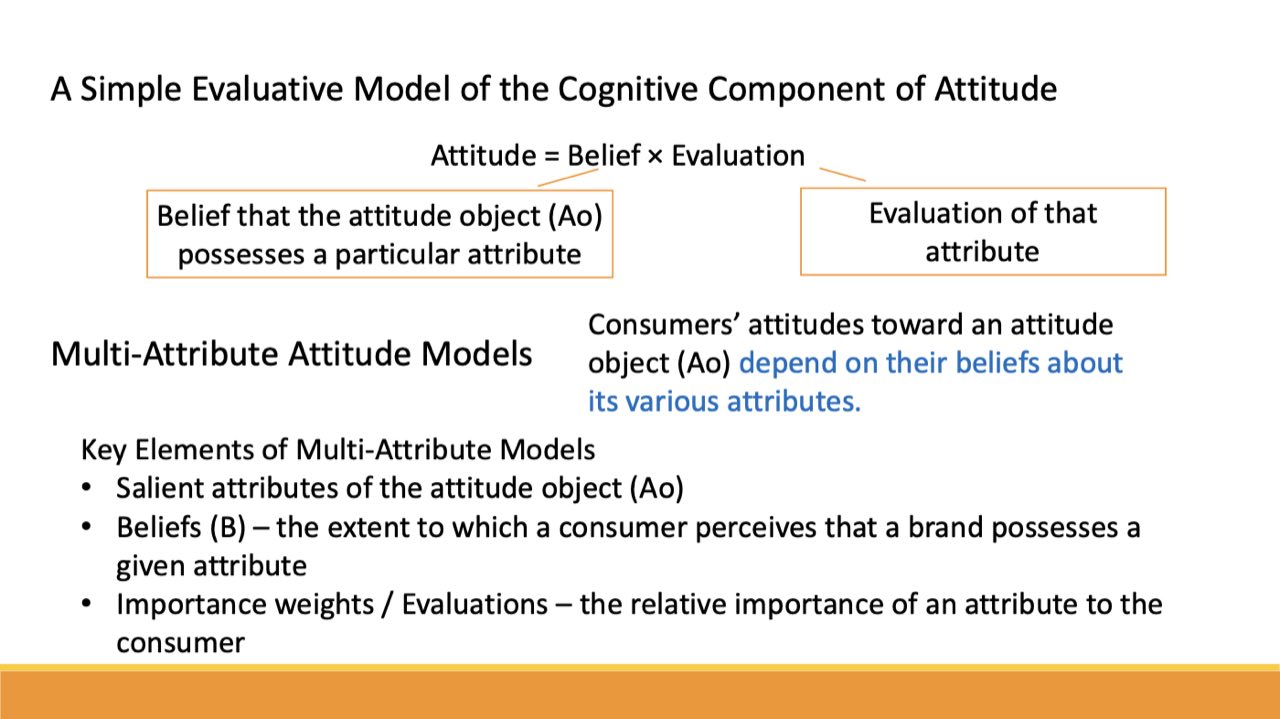 A Simple Evaluative Model of the Cognitive Component of Attitude
Attitude = Belief × Evaluation
Belief that the attitude object (Ao)
possesses a particular attribute
Evaluation of that
attribute
Multi-Attribute Attitude Models
Consumers’ attitudes toward an attitude
object (Ao) depend on their beliefs about
its various attributes.
Key Elements of Multi-Attribute Models
• Salient attributes of the attitude object (Ao)
• Beliefs (B) – the extent to which a consumer perceives that a brand possesses a
given attribute
• Importance weights / Evaluations – the relative importance of an attribute to the
consumer